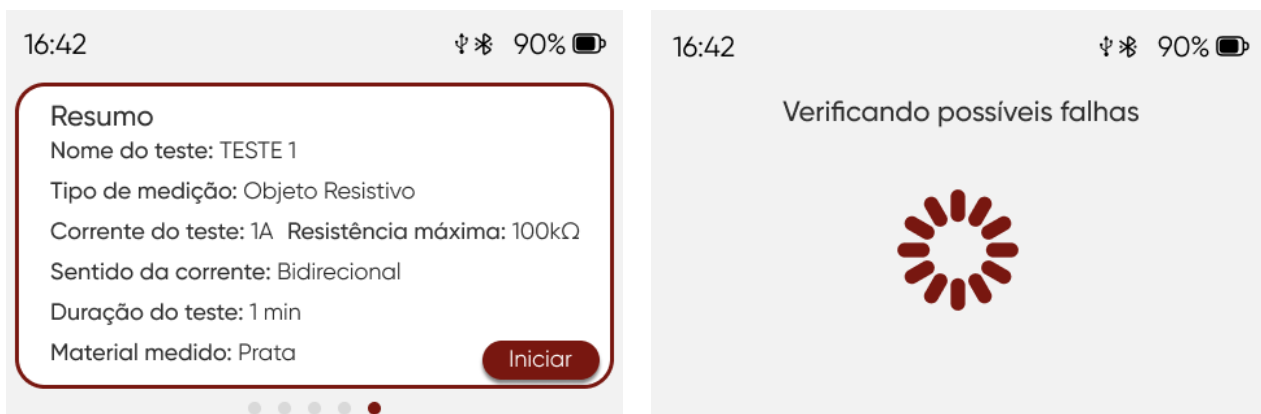 16:42
90%
Resumo
Nome do teste: TESTE 1
Tipo de medição: Objeto Resistivo
Corrente do teste: 1A Resistência máxima: 100kΩ
Sentido da corrente: Bidirecional
Duração do teste: 1 min
Material medido: Prata
Iniciar
16:42
90%
Verificando possíveis falhas